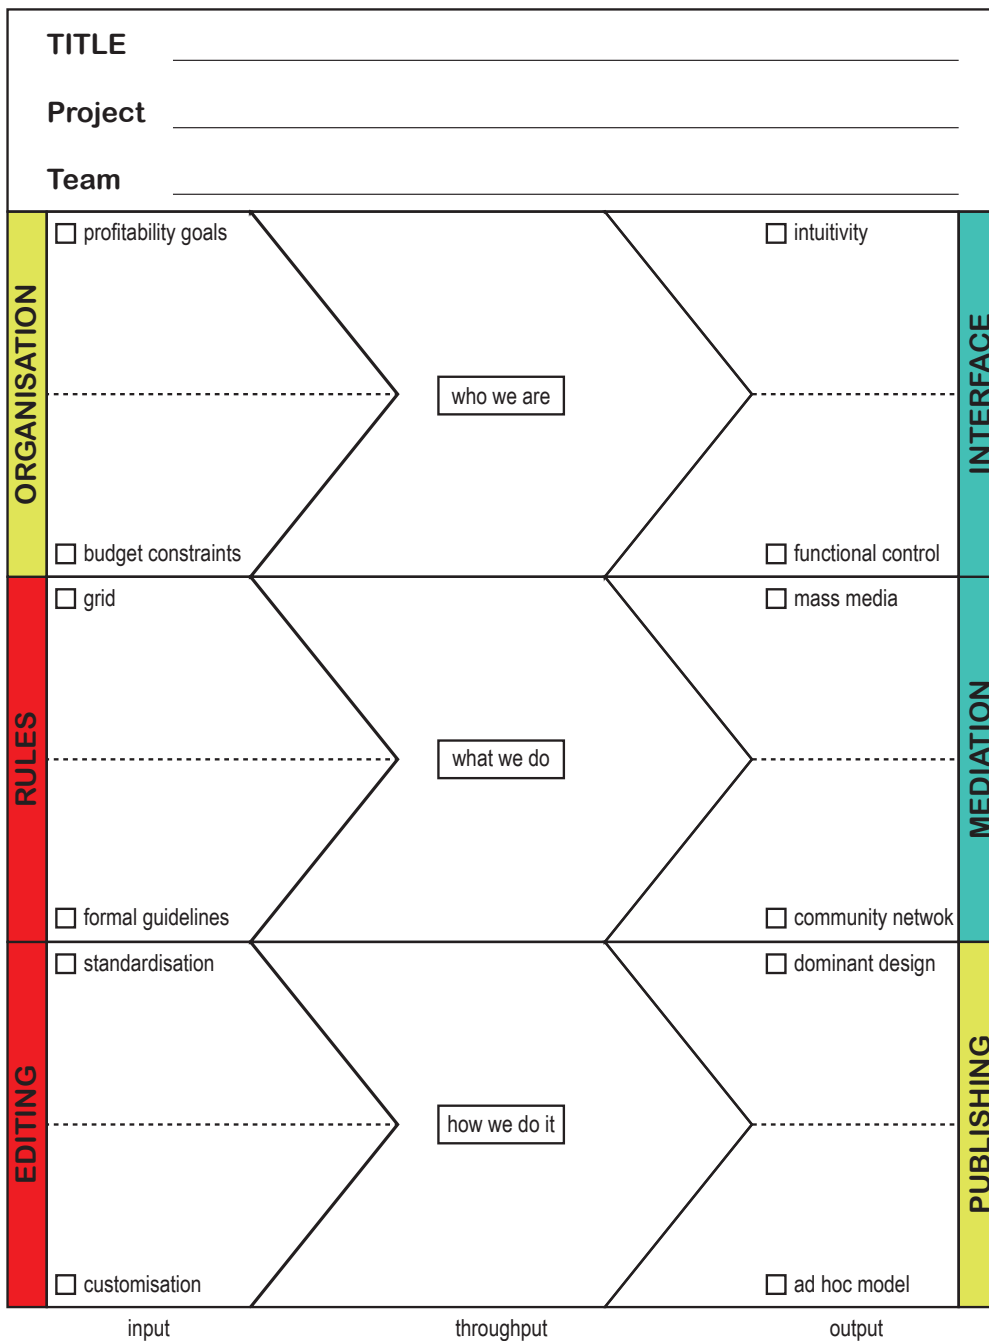 TITLE
Project
Team
ORGANISATION
profitability goals
budget constraints
who we are
intuitivity
functional control
INTERFACE
RULES
grid
formal guidelines
what we do
mass media
community netwok
MEDIATION
EDITING
standardisation
customisation
how we do it
dominant design
ad hoc model
PUBLISHING
input
throughput
output